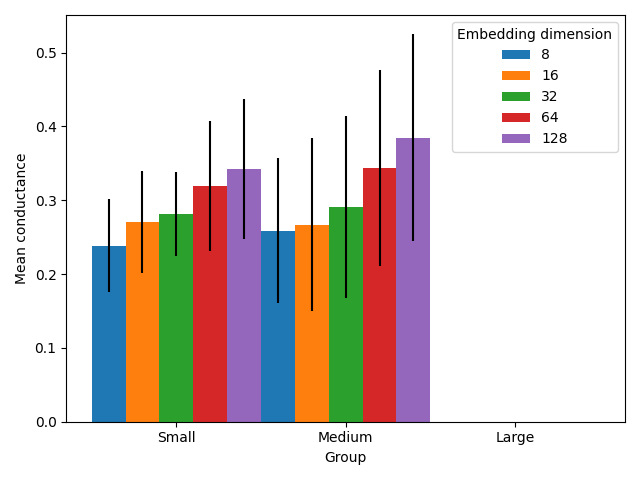 Embedding dimension
8
16
32
64
128
0.5
0.4
0.3
0.2
0.1
0.0
Mean conductance
Small
Medium
Large
Group